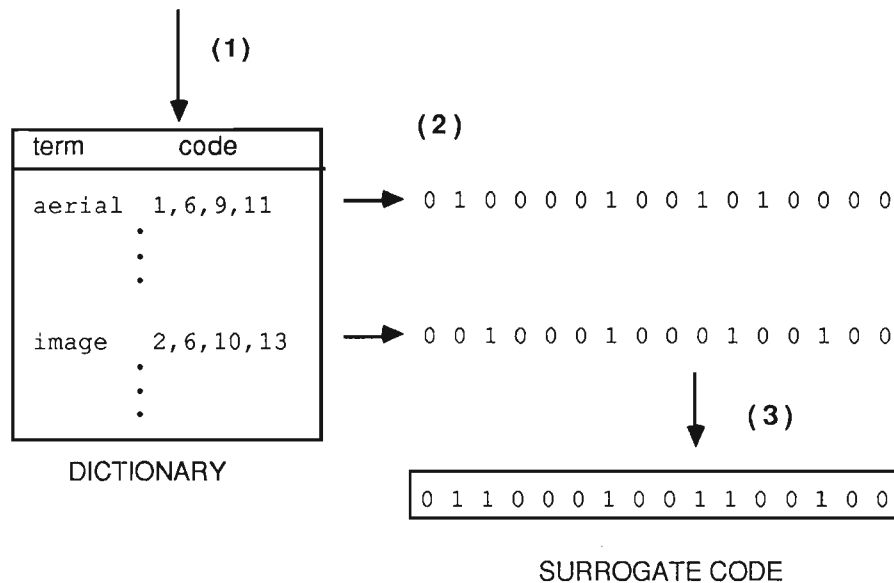 (1)
term code
(2)
aerial 1,6,9,11
0 1 0 0 0 0 1 0 0 1 0 1 0 0 0 0
image 2,6,10,13
0 0 1 0 0 0 1 0 0 0 1 0 0 1 0 0
(3)
DICTIONARY
0 1 1 0 0 0 1 0 0 1 1 0 0 1 0 0
SURROGATE CODE